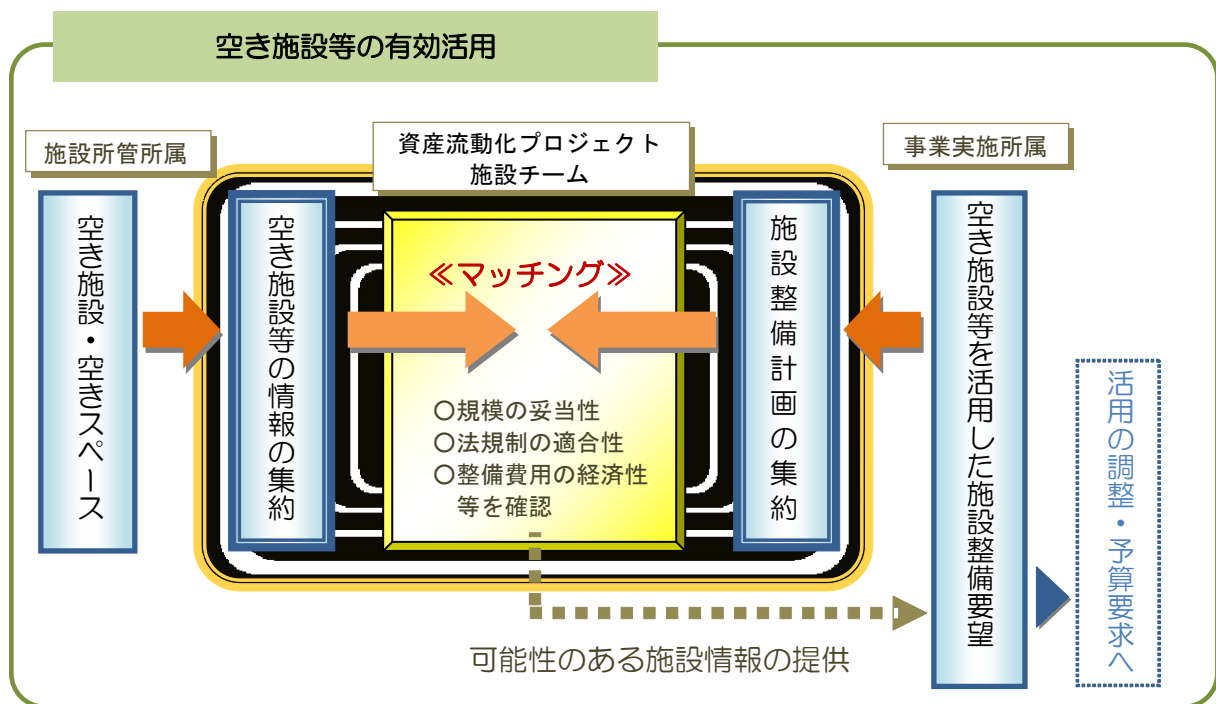 空き施設等の有効活用
施設所管所属
空き施設・空きスペース
資産流動化プロジェクト
施設チーム
空き施設等の情報の集約
≪マッチング≫
〇規模の妥当性
〇法規制の適合性
〇整備費用の経済性
等を確認
施設整備計画の集約
事業実施所属
空き施設等を活用した施設整備要望
活用の調整・予算要求へ
可能性のある施設情報の提供